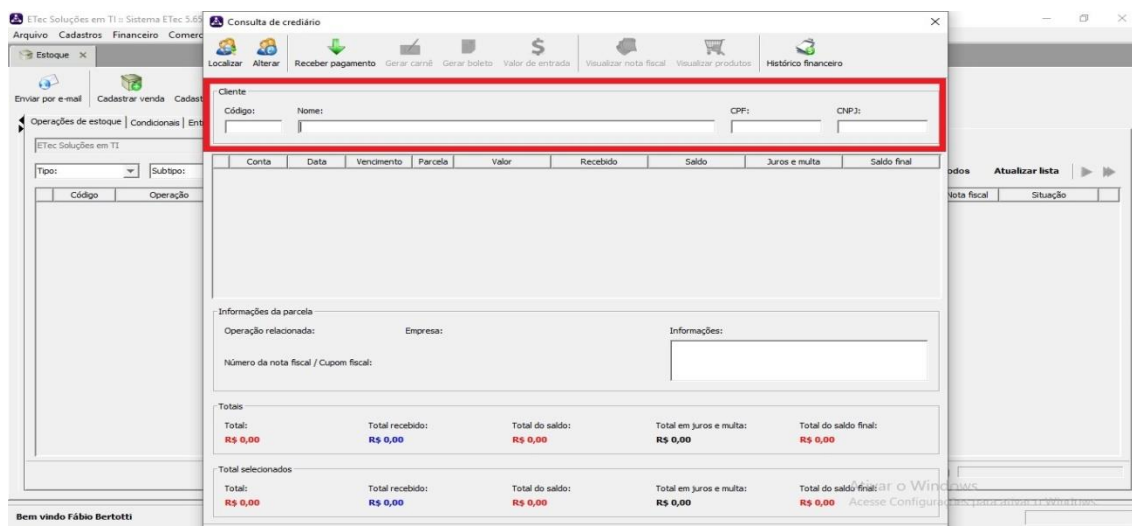 ETec Soluções em TI :: Sistema ETec 5.65
Consulta de crediário
Arquivo Cadastros Financeiro Comerc
Estoque
Localizar Alterar Receber pagamento Gerar carnê Gerar boleto Valor de entrada Visualizar nota fiscal Visualizar produtos Histórico financeiro
Enviar por e-mail Cadastrar venda Cadast
Cliente
Código: Nome: CPF: CNPJ:
Operações de estoque Condicionais Ent
ETec Soluções em TI
Conta Data Vencimento Parcela Valor Recebido Saldo Juros e multa Saldo final
Tipo: Subtipo: odos Atualizar lista
Código Operação Nota fiscal Situação
Informações da parcela
Operação relacionada: Empresa: Informações:
Número da nota fiscal / Cupom fiscal:
Totais
Total: Total recebido: Total do saldo: Total em juros e multa: Total do saldo final:
R$ 0,00 R$ 0,00 R$ 0,00 R$ 0,00 R$ 0,00
Total selecionados
Total: Total recebido: Total do saldo: Total em juros e multa: Total do saldo final:
R$ 0,00 R$ 0,00 R$ 0,00 R$ 0,00 R$ 0,00
Ativar o Windows
Acesse Configurações para ativar o Windows.
Bem vindo Fábio Bertotti